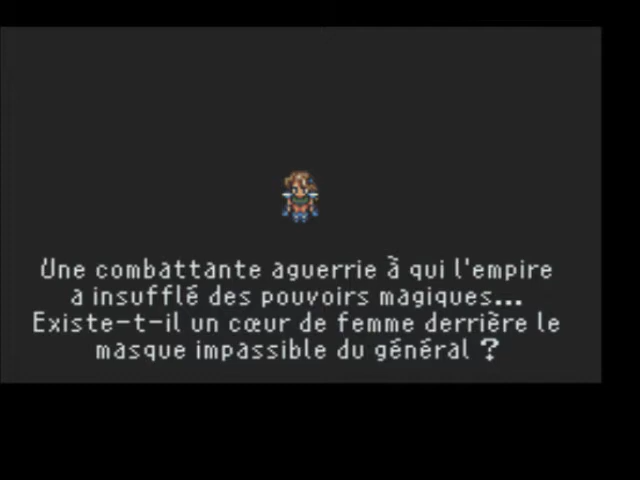 Une combattante aguerrie à qui l'empire
a insufflé des pouvoirs magiques...
Existe-t-il un cœur de femme derrière le
masque impassible du général ?